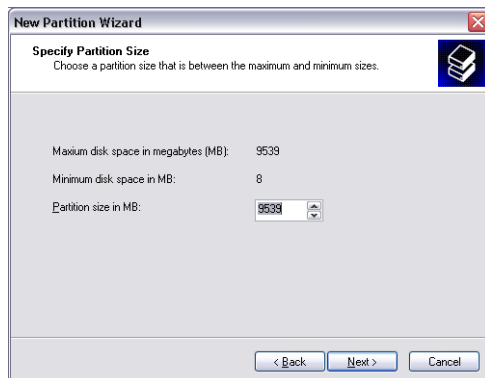 New Partition Wizard
Specify Partition Size
Choose a partition size that is between the maximum and minimum sizes.
Maxium disk space in megabytes (MB): 9539
Minimum disk space in MB: 8
Partition size in MB: 9539
< Back Next > Cancel